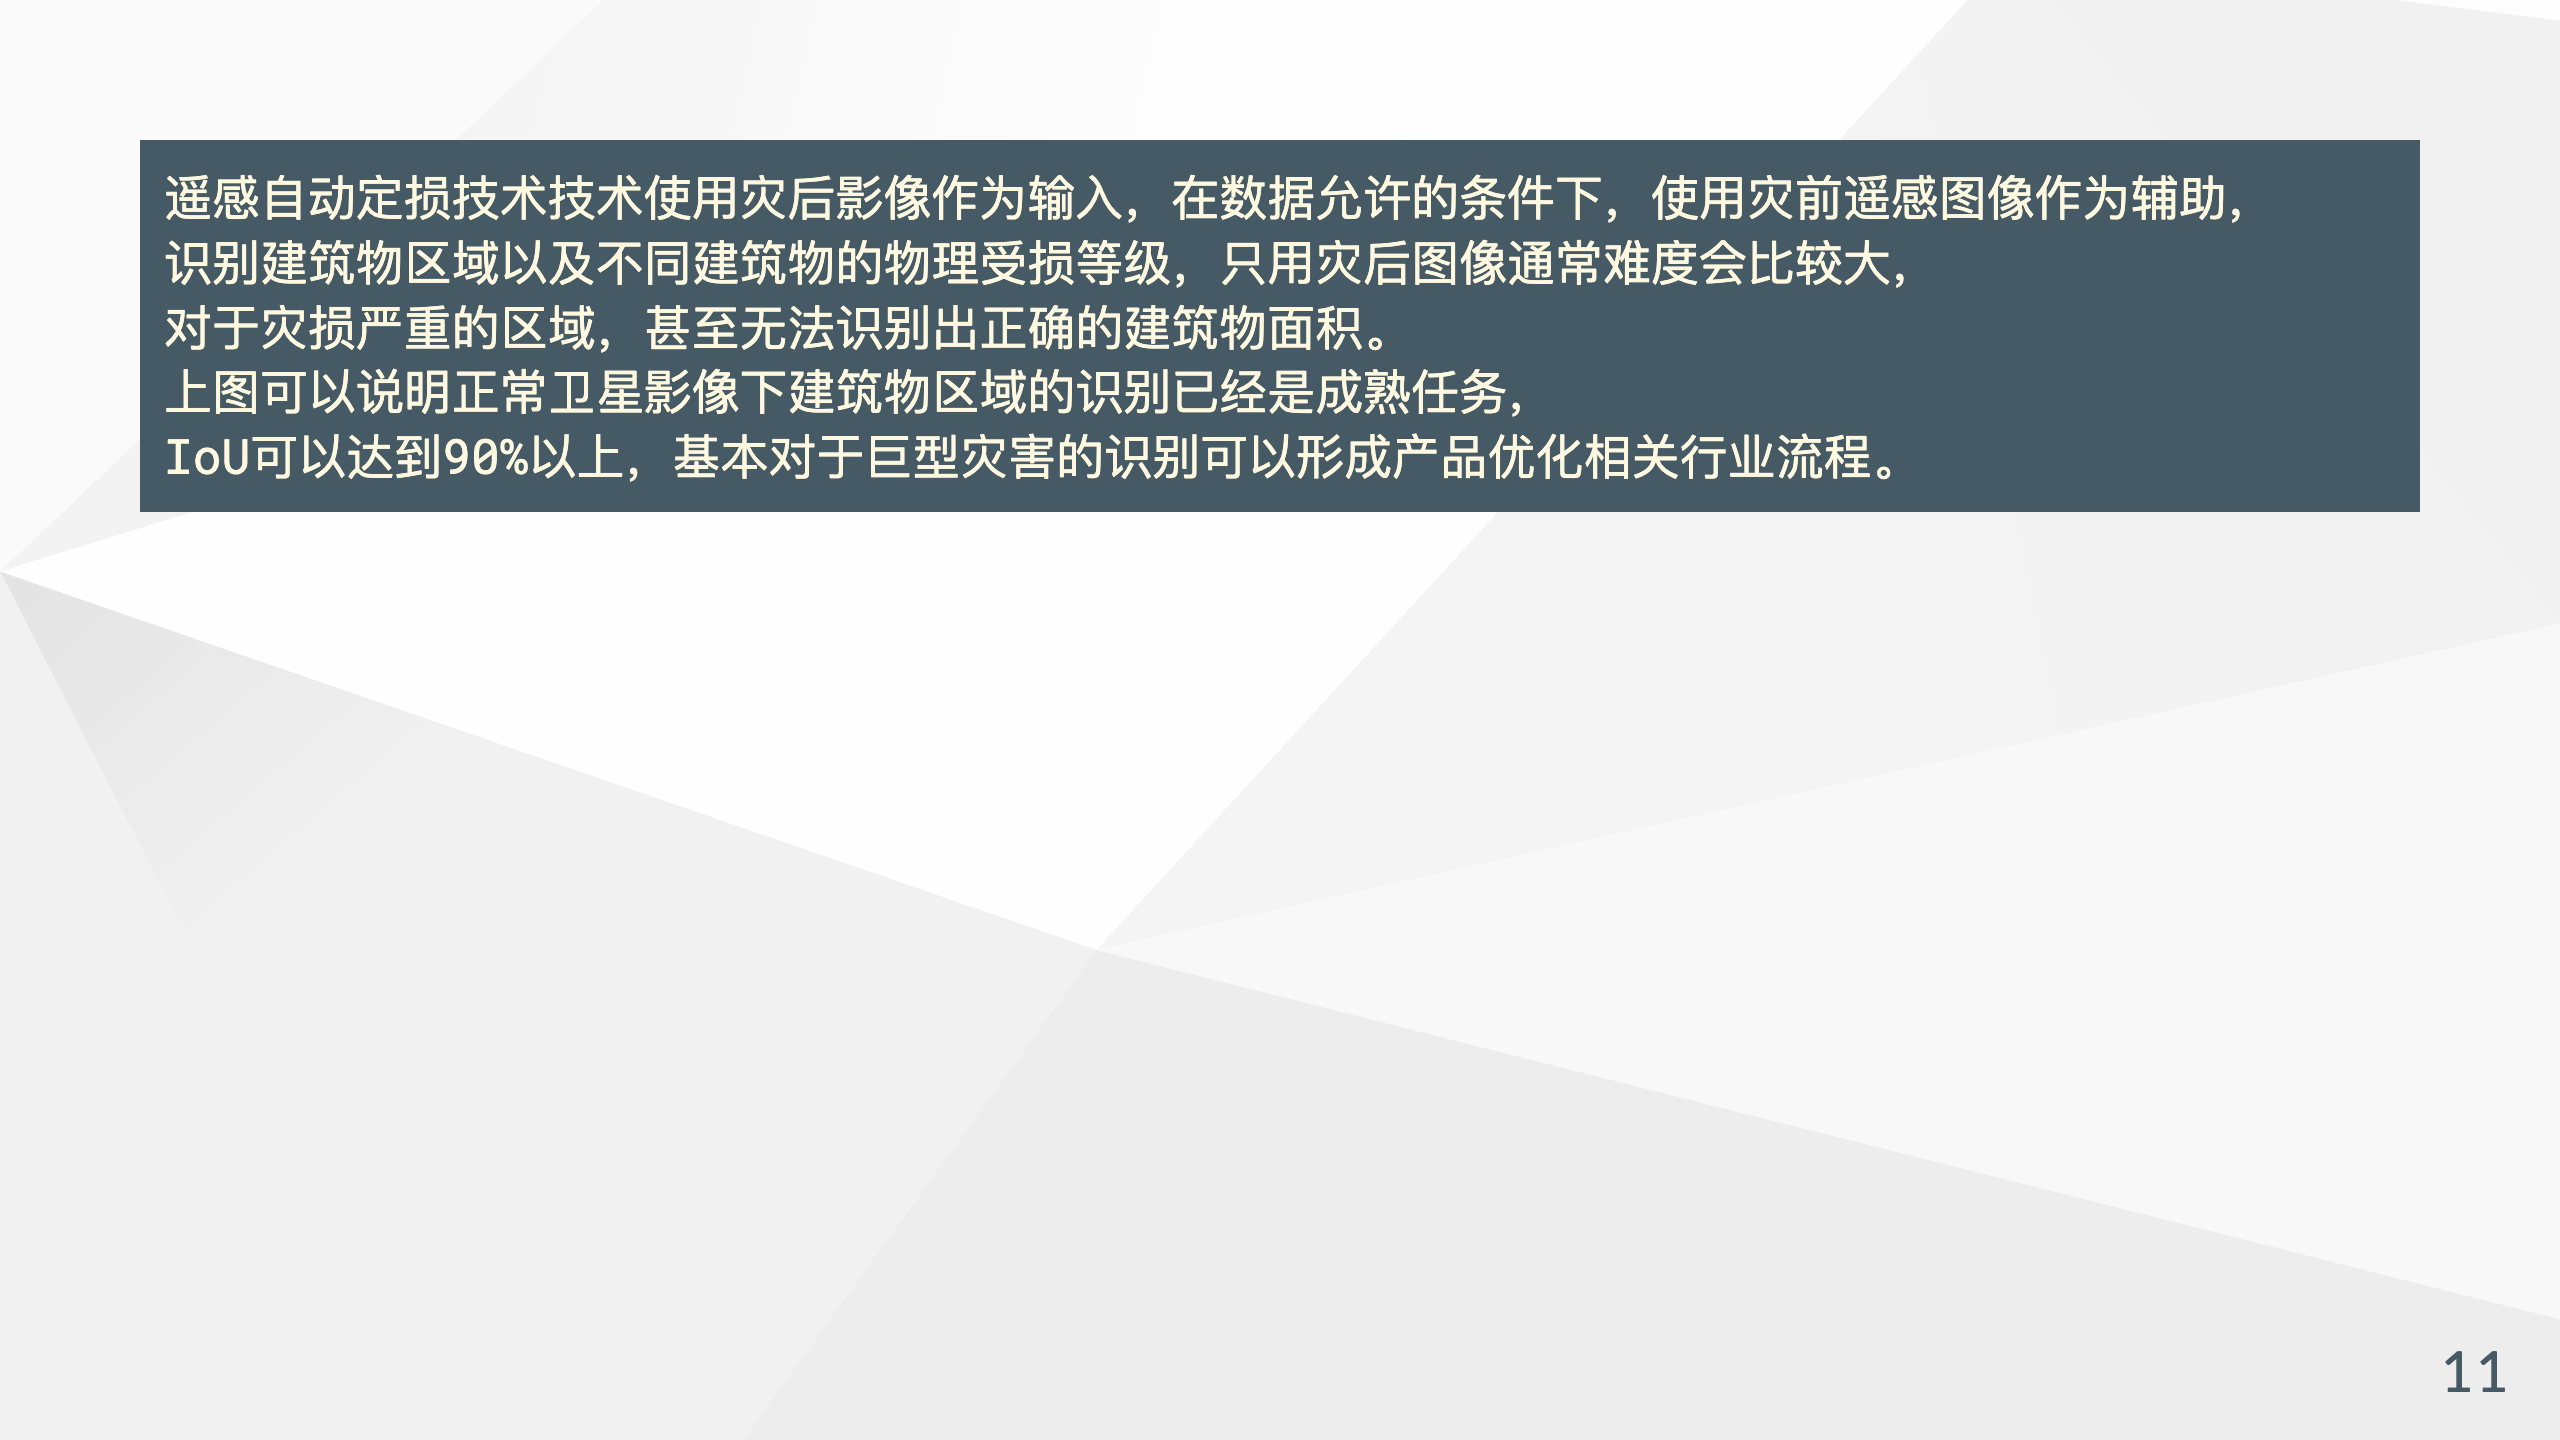 遥感自动定损技术技术使用灾后影像作为输入，在数据允许的条件下，使用灾前遥感图像作为辅助，
识别建筑物区域以及不同建筑物的物理受损等级，只用灾后图像通常难度会比较大，
对于灾损严重的区域，甚至无法识别出正确的建筑物面积。
上图可以说明正常卫星影像下建筑物区域的识别已经是成熟任务，
IoU可以达到90%以上，基本对于巨型灾害的识别可以形成产品优化相关行业流程。
11